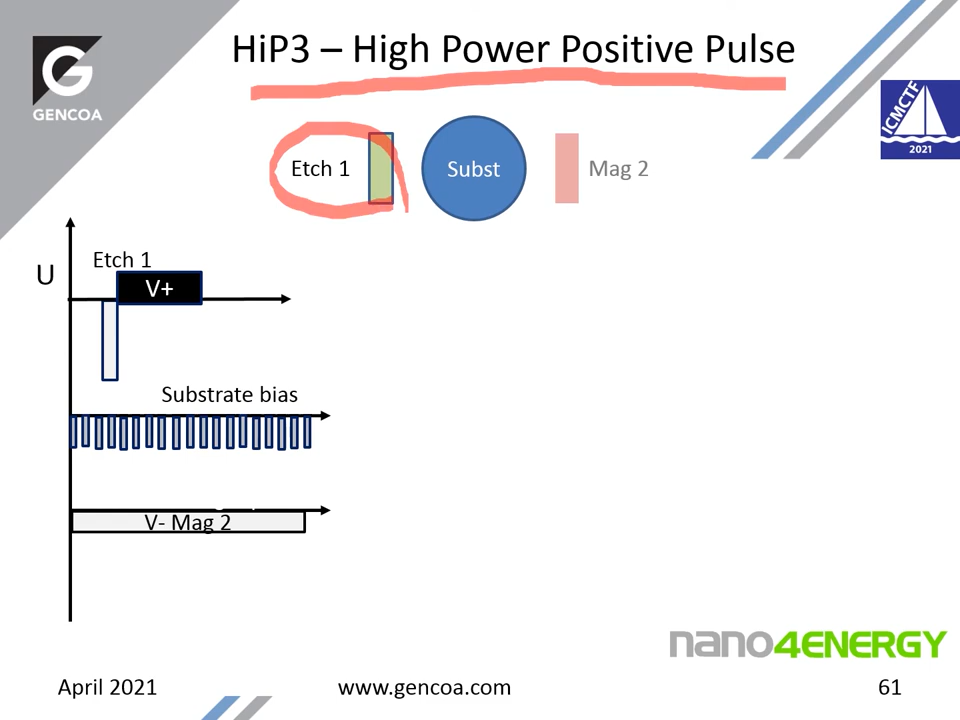 HiP3 – High Power Positive Pulse
G
GENCOA
ICMCTF
2021
Etch 1
Subst
Mag 2
Etch 1
U
V+
Substrate bias
V- Mag 2
nano4ENERGY
April 2021
www.gencoa.com
61